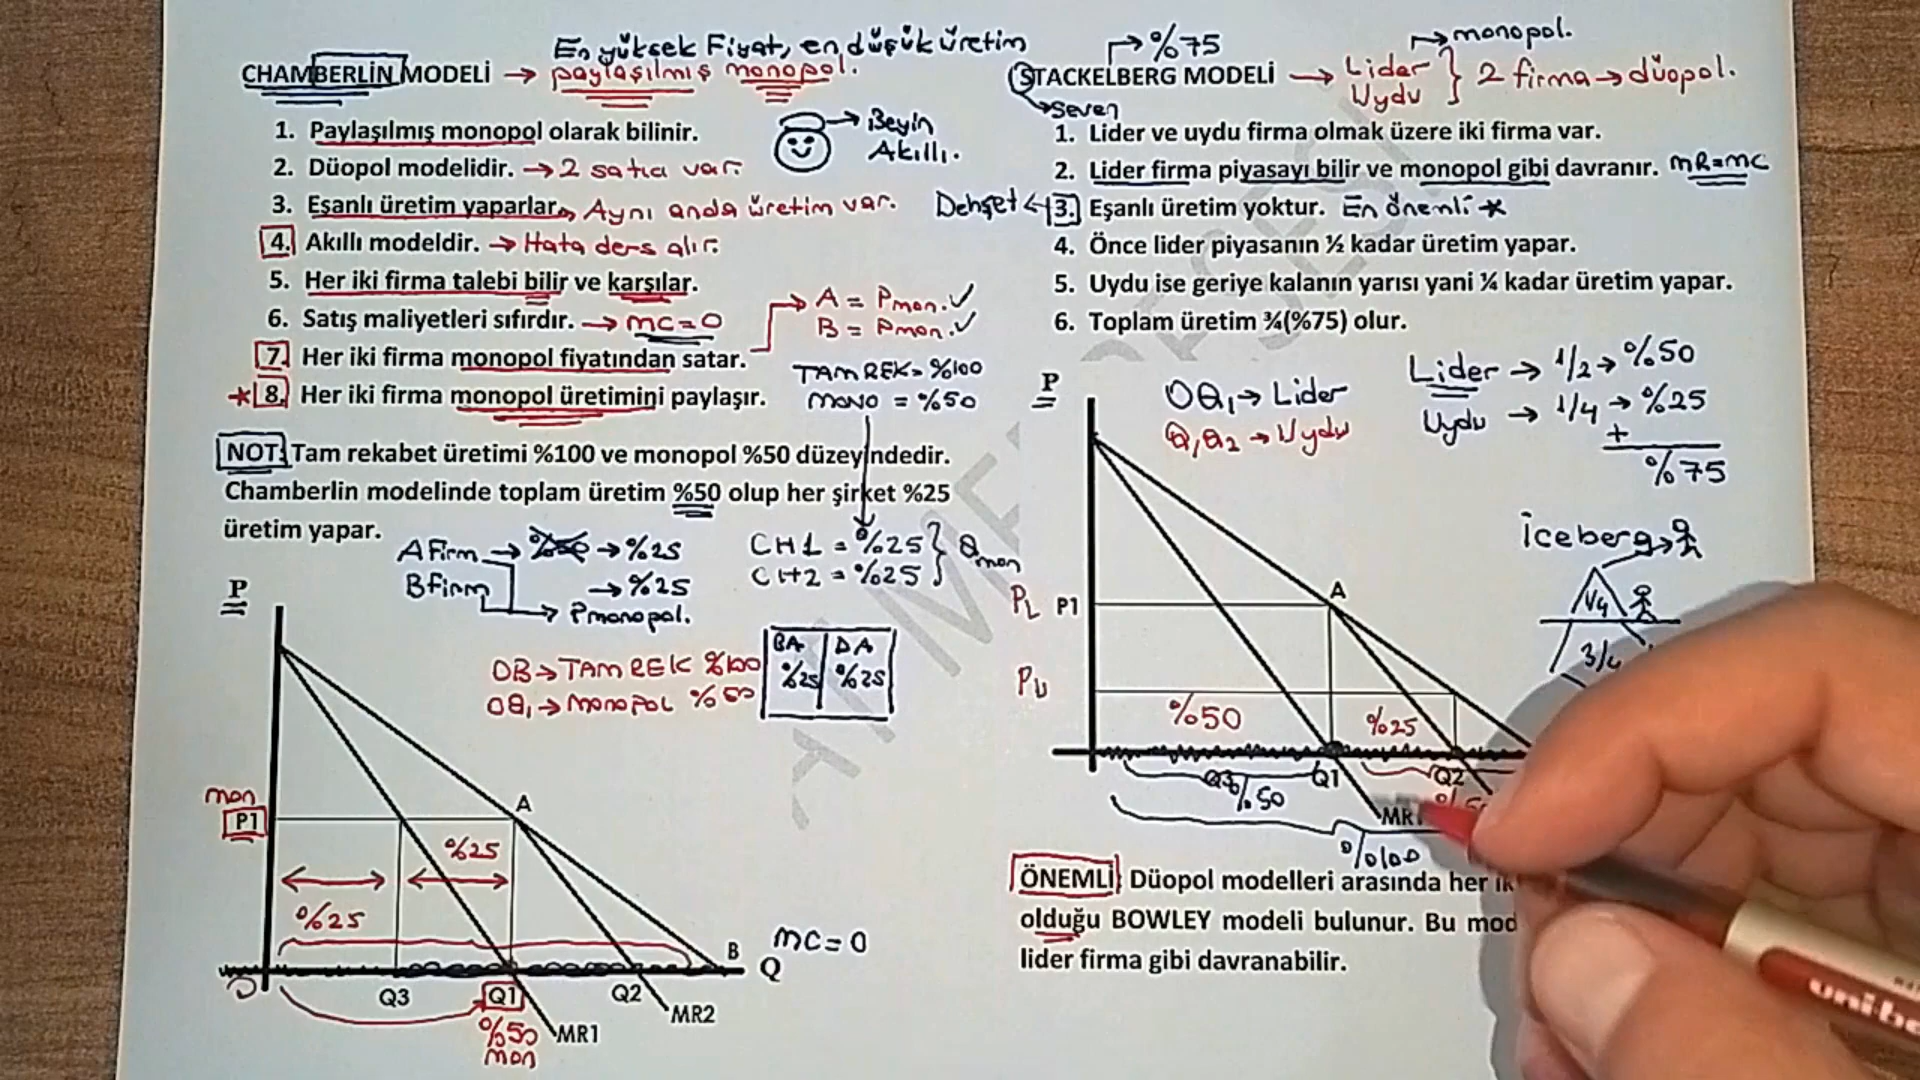 En yüksek Fiyat, en düşük üretim
CHAMBERLİN MODELİ → paylaşılmış monopol.
1. Paylaşılmış monopol olarak bilinir.
→ Beyin
Akıllı.
2. Düopol modelidir. → 2 satıcı var.
3. Eşanlı üretim yaparlar → Aynı anda üretim var.
4. Akıllı modeldir. → Hata ders alır.
5. Her iki firma talebi bilir ve karşılar.
6. Satış maliyetleri sıfırdır. → mc=0
→ A = Pmon. ✓
B = Pmon. ✓
7. Her iki firma monopol fiyatından satar.
* 8. Her iki firma monopol üretimini paylaşır.
TAM REK = %100
MONO = %50
NOT: Tam rekabet üretimi %100 ve monopol %50 düzeyindedir.
Chamberlin modelinde toplam üretim %50 olup her şirket %25
üretim yapar.
A Firm → → %25
B firm → %25
→ Pmonopol.
CH1 = %25 } Qmon
CH2 = %25
OB → TAM REK %100
OQ1 → MONOPOL %50
BA DA
%25 %25
P
mon
P1
A
%25
%25
B
Q
mc=0
O
Q3
Q1
Q2
%50
mon
MR1
MR2
→ %75
→ monopol.
STACKELBERG MODELİ → Lider
Uydu } 2 firma → düopol.
→ Seven
1. Lider ve uydu firma olmak üzere iki firma var.
2. Lider firma piyasayı bilir ve monopol gibi davranır. MR=MC
Dehşet ← 3. Eşanlı üretim yoktur. En önemli *
4. Önce lider piyasanın ½ kadar üretim yapar.
5. Uydu ise geriye kalanın yarısı yani ¼ kadar üretim yapar.
6. Toplam üretim ¾(%75) olur.
OQ1 → Lider
Q1Q2 → Uydu
Lider → 1/2 → %50
Uydu → 1/4 → %25
+
%75
iceberg →
1/4
3/4
P
A
PL P1
PU
%50
%25
Q3
Q1
Q2
%50
MR1
%100
ÖNEMLİ: Düopol modelleri arasında her
olduğu BOWLEY modeli bulunur. Bu
lider firma gibi davranabilir.